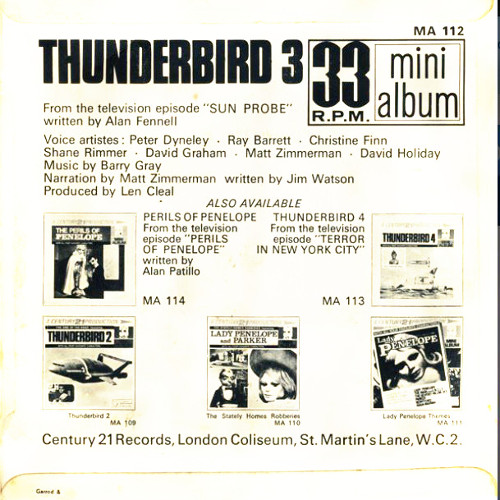 MA 112
THUNDERBIRD 3
33
R.P.M.
mini
album
From the television episode "SUN PROBE"
written by Alan Fennell
Voice artistes : Peter Dyneley · Ray Barrett · Christine Finn
Shane Rimmer · David Graham · Matt Zimmerman · David Holiday
Music by Barry Gray
Narration by Matt Zimmerman written by Jim Watson
Produced by Len Cleal
ALSO AVAILABLE
PERILS OF PENELOPE
From the television
episode "PERILS
OF PENELOPE"
written by
Alan Patillo
MA 114
THUNDERBIRD 4
From the television
episode "TERROR
IN NEW YORK CITY"
MA 113
THE PERILS OF
PENELOPE
THUNDERBIRD 4
THUNDERBIRD 2
LADY PENELOPE
and PARKER
Lady
PENELOPE
Thunderbird 2
MA 109
The Stately Homes Robberies
MA 110
Lady Penelope Themes
MA 111
Century 21 Records, London Coliseum, St. Martin's Lane, W.C.2.